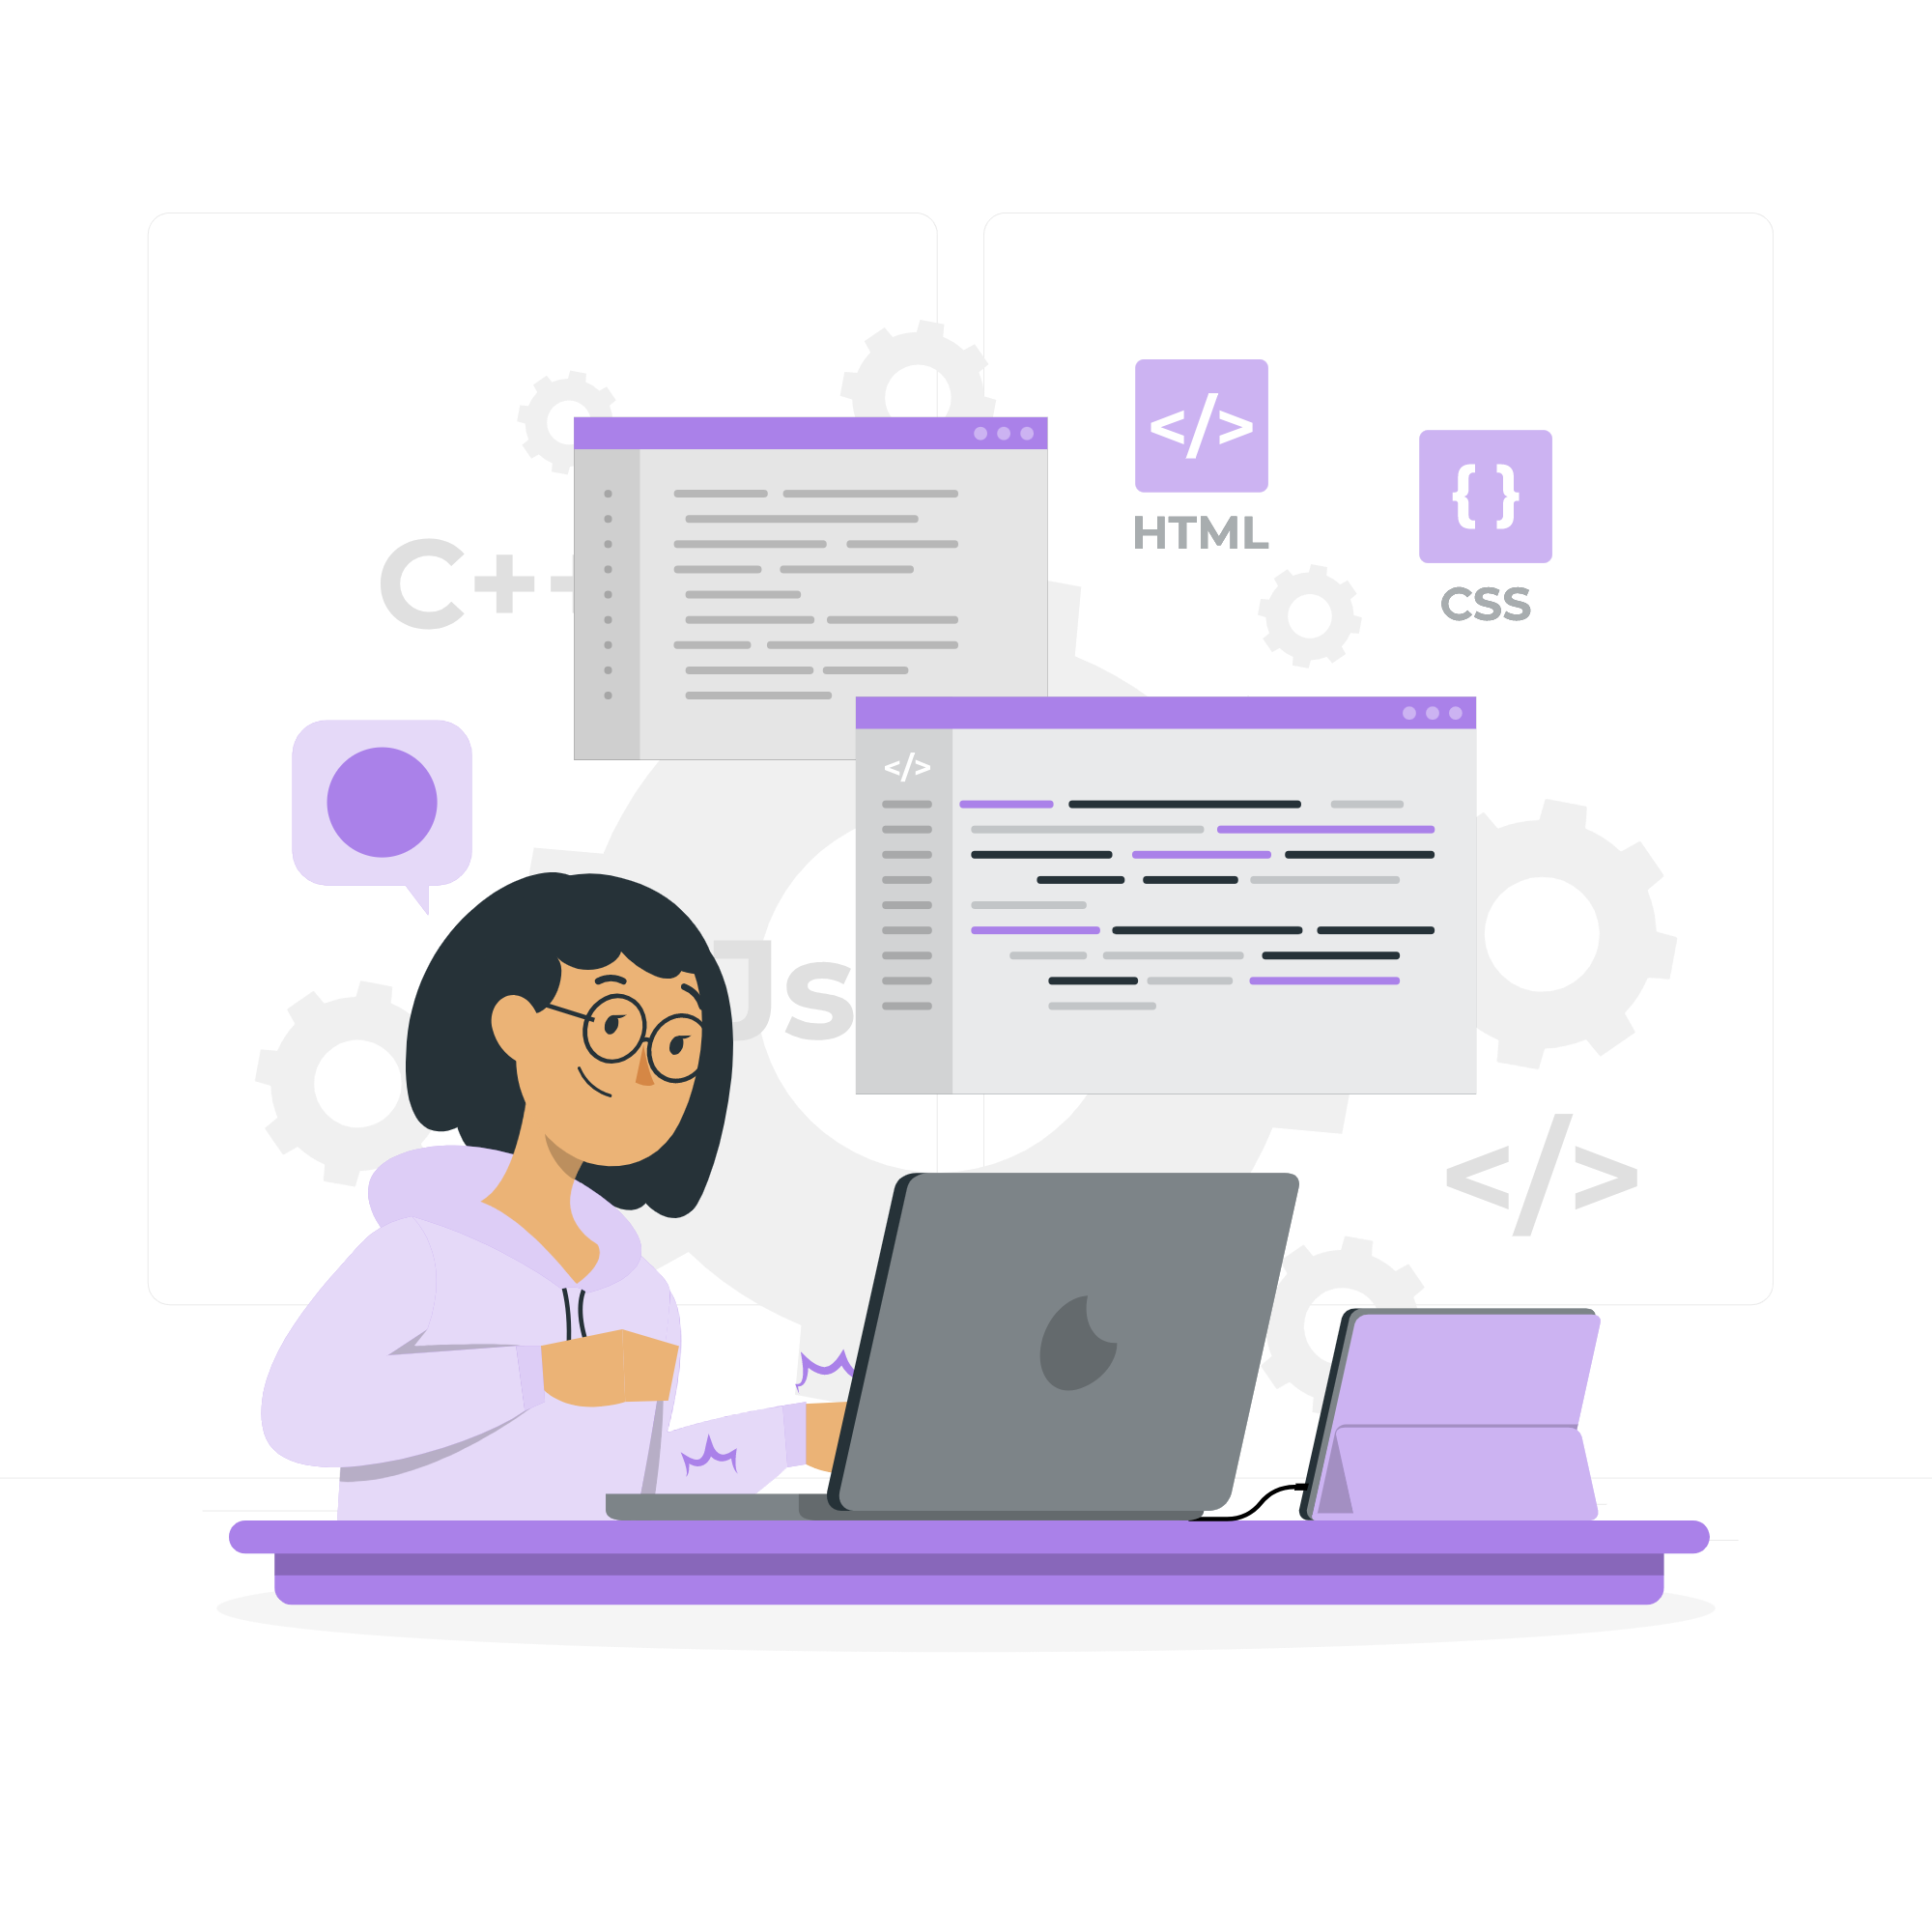 </>
HTML
{ }
CSS
C++
</>
Js
</>